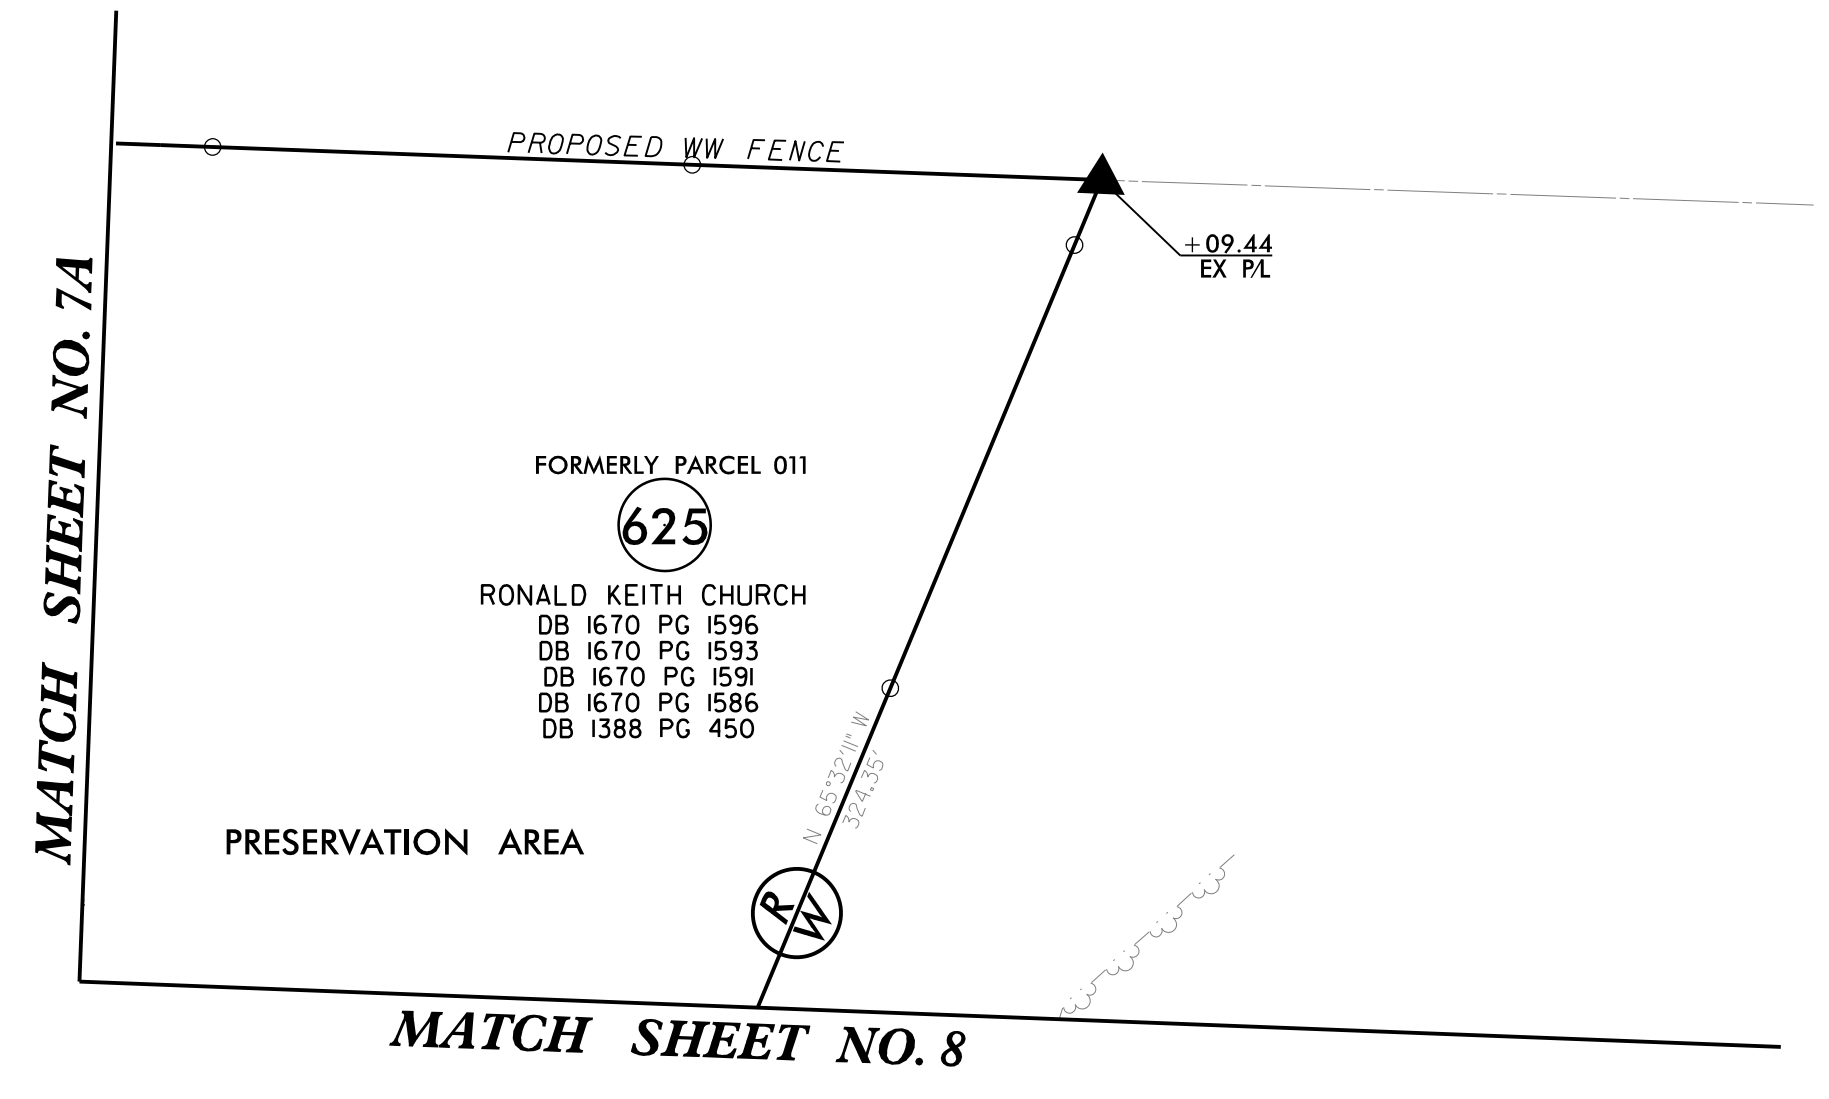 PROPOSED WW FENCE
+09.44
EX P/L
MATCH SHEET NO. 7A
FORMERLY PARCEL 011
625
RONALD KEITH CHURCH
DB 1670 PG 1596
DB 1670 PG 1593
DB 1670 PG 1591
DB 1670 PG 1586
DB 1388 PG 450
N 65°32'11" W
324.35'
PRESERVATION AREA
R
W
MATCH SHEET NO. 8